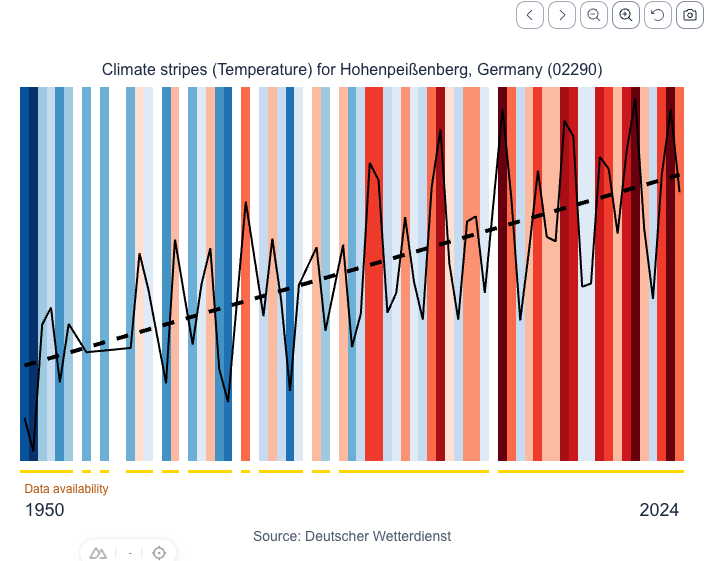 Climate stripes (Temperature) for Hohenpeißenberg, Germany (02290)
Data availability
1950
2024
Source: Deutscher Wetterdienst
-